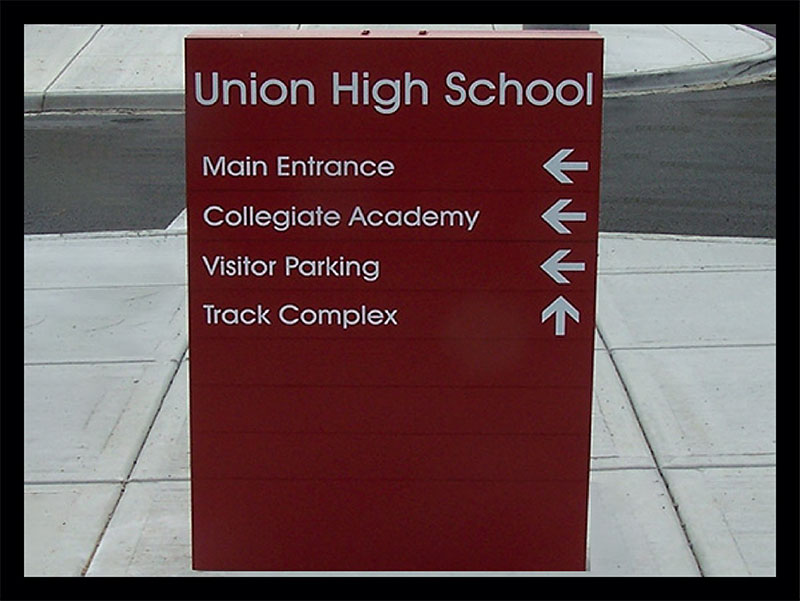 Union High School
Main Entrance ←
Collegiate Academy ←
Visitor Parking ←
Track Complex ↑